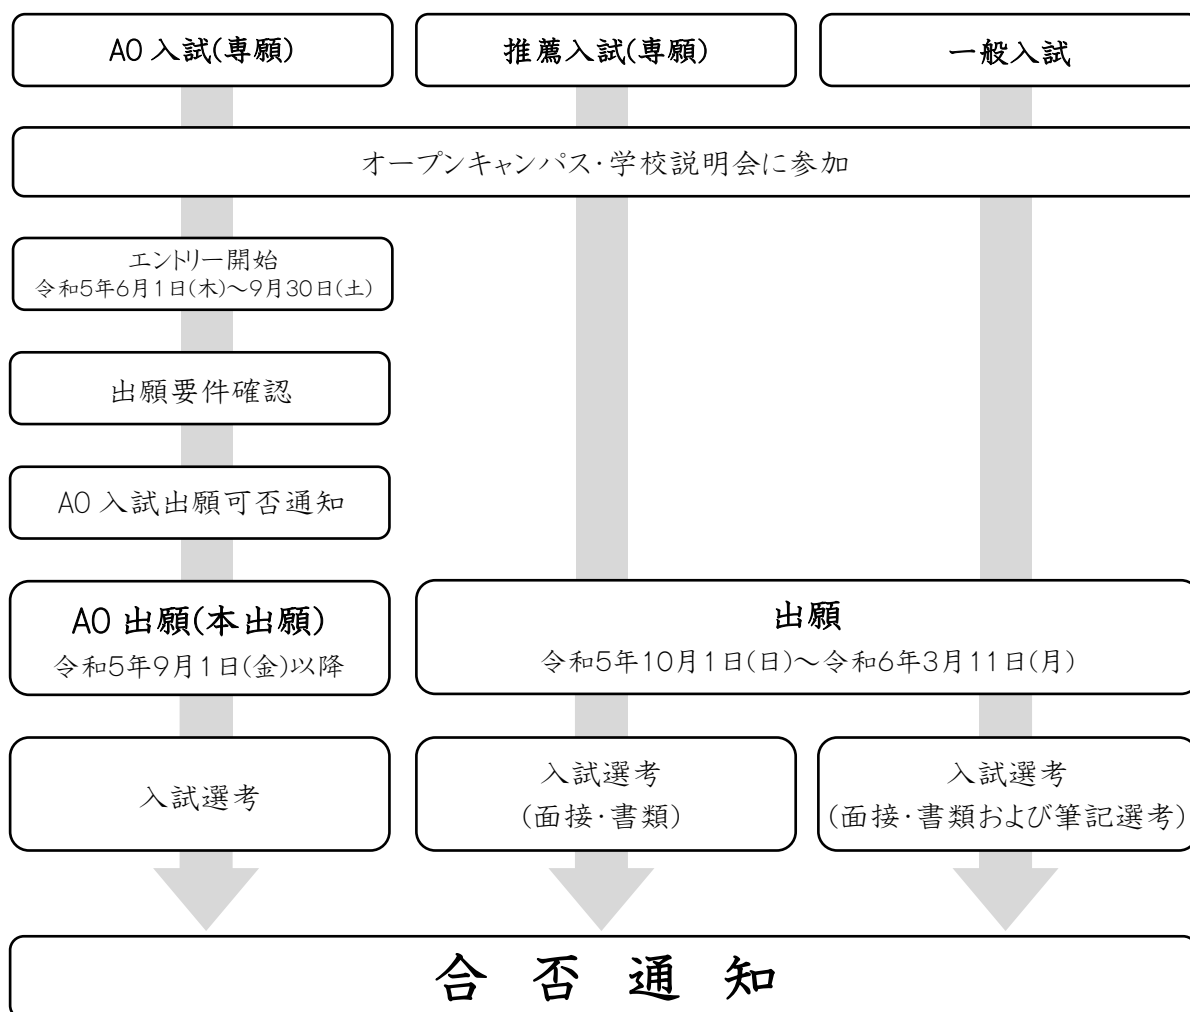 AO入試(専願)
推薦入試(専願)
一般入試
オープンキャンパス・学校説明会に参加
エントリー開始
令和5年6月1日(木)～9月30日(土)
出願要件確認
AO入試出願可否通知
AO出願(本出願)
令和5年9月1日(金)以降
出願
令和5年10月1日(日)～令和6年3月11日(月)
入試選考
入試選考
(面接・書類)
入試選考
(面接・書類および筆記選考)
合否通知